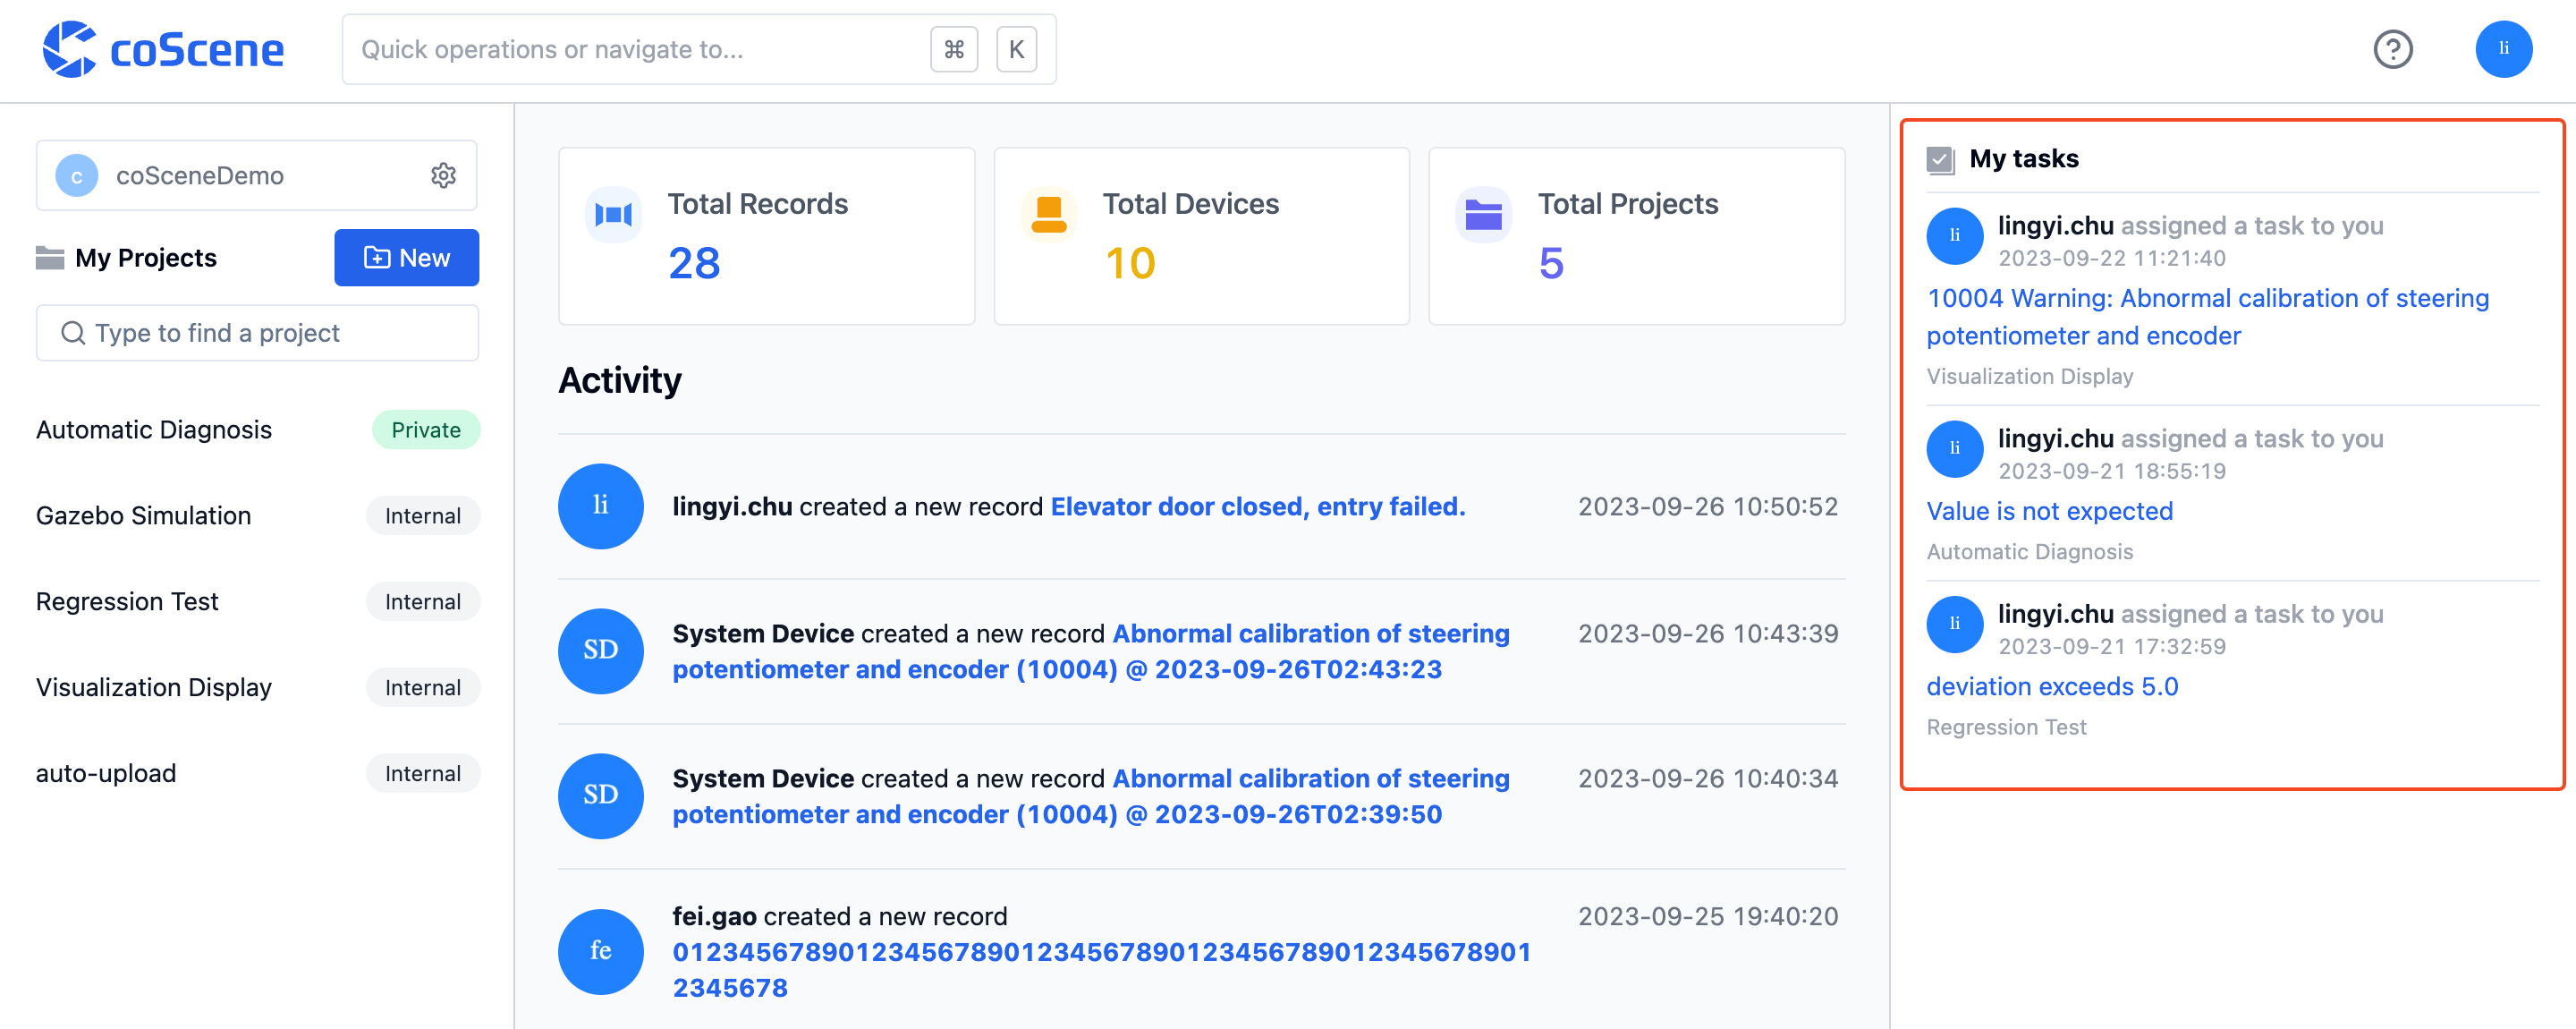 coScene
Quick operations or navigate to...
⌘ K
li
c coSceneDemo
My Projects
New
Type to find a project
Automatic Diagnosis Private
Gazebo Simulation Internal
Regression Test Internal
Visualization Display Internal
auto-upload Internal
Total Records
28
Total Devices
10
Total Projects
5
Activity
li
lingyi.chu created a new record Elevator door closed, entry failed. 2023-09-26 10:50:52
SD
System Device created a new record Abnormal calibration of steering 2023-09-26 10:43:39
potentiometer and encoder (10004) @ 2023-09-26T02:43:23
SD
System Device created a new record Abnormal calibration of steering 2023-09-26 10:40:34
potentiometer and encoder (10004) @ 2023-09-26T02:39:50
fe
fei.gao created a new record 2023-09-25 19:40:20
012345678901234567890123456789012345678901
2345678
My tasks
li
lingyi.chu assigned a task to you
2023-09-22 11:21:40
10004 Warning: Abnormal calibration of steering
potentiometer and encoder
Visualization Display
li
lingyi.chu assigned a task to you
2023-09-21 18:55:19
Value is not expected
Automatic Diagnosis
li
lingyi.chu assigned a task to you
2023-09-21 17:32:59
deviation exceeds 5.0
Regression Test